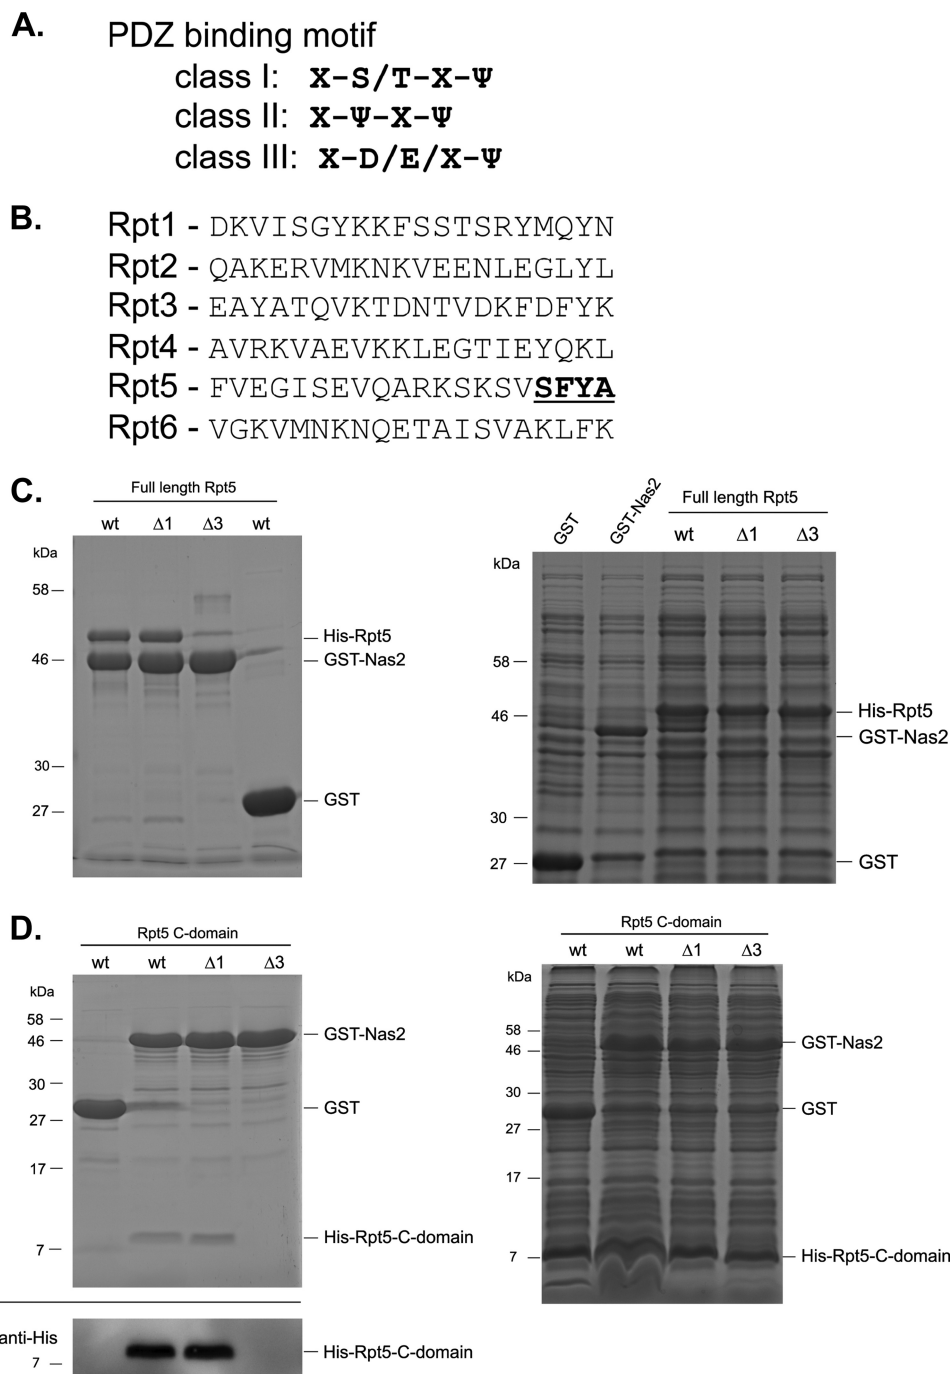 A. PDZ binding motif
class I: X-S/T-X-Ψ
class II: X-Ψ-X-Ψ
class III: X-D/E/X-Ψ
B. Rpt1 - DKVISGYKKFSSTSRYMQYN
Rpt2 - QAKERVMKNKVEENLEGLYL
Rpt3 - EAYATQVKTDNTVDKFDFYK
Rpt4 - AVRKVAEVKKLEGTIEYQKL
Rpt5 - FVEGISEVQARKSKSVSFYA
Rpt6 - VGKVMNKNQETAISVAKLFK
C.
Full length Rpt5
wt Δ1 Δ3 wt
kDa
58
His-Rpt5
46
GST-Nas2
30
GST
27
GST
GST-Nas2
Full length Rpt5
wt Δ1 Δ3
kDa
58
46
His-Rpt5
GST-Nas2
30
27
GST
D.
Rpt5 C-domain
wt wt Δ1 Δ3
kDa
58
GST-Nas2
46
30
GST
27
17
His-Rpt5-C-domain
7
anti-His
His-Rpt5-C-domain
7
Rpt5 C-domain
wt wt Δ1 Δ3
kDa
58
GST-Nas2
46
30
GST
27
17
7
His-Rpt5-C-domain